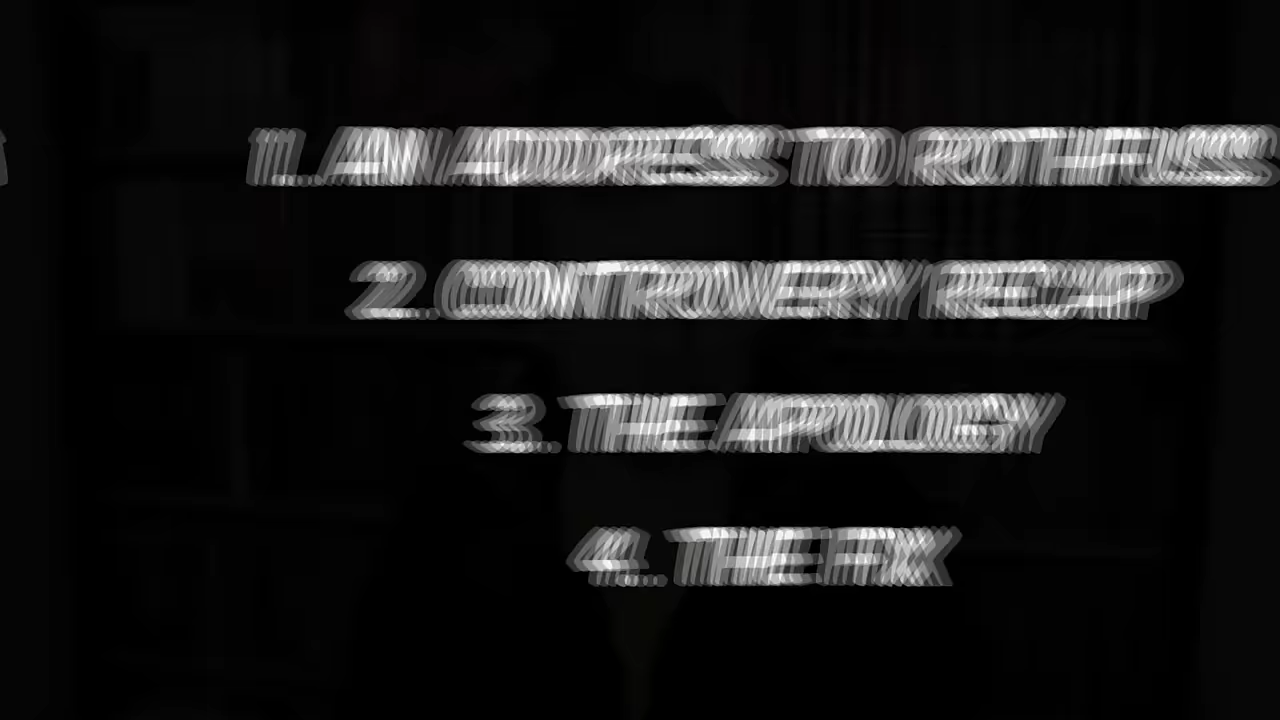 1. AN ADDRESS TO
2. CONTROVERSY RECAP
3. THE APOLOGY
4. THE FIX